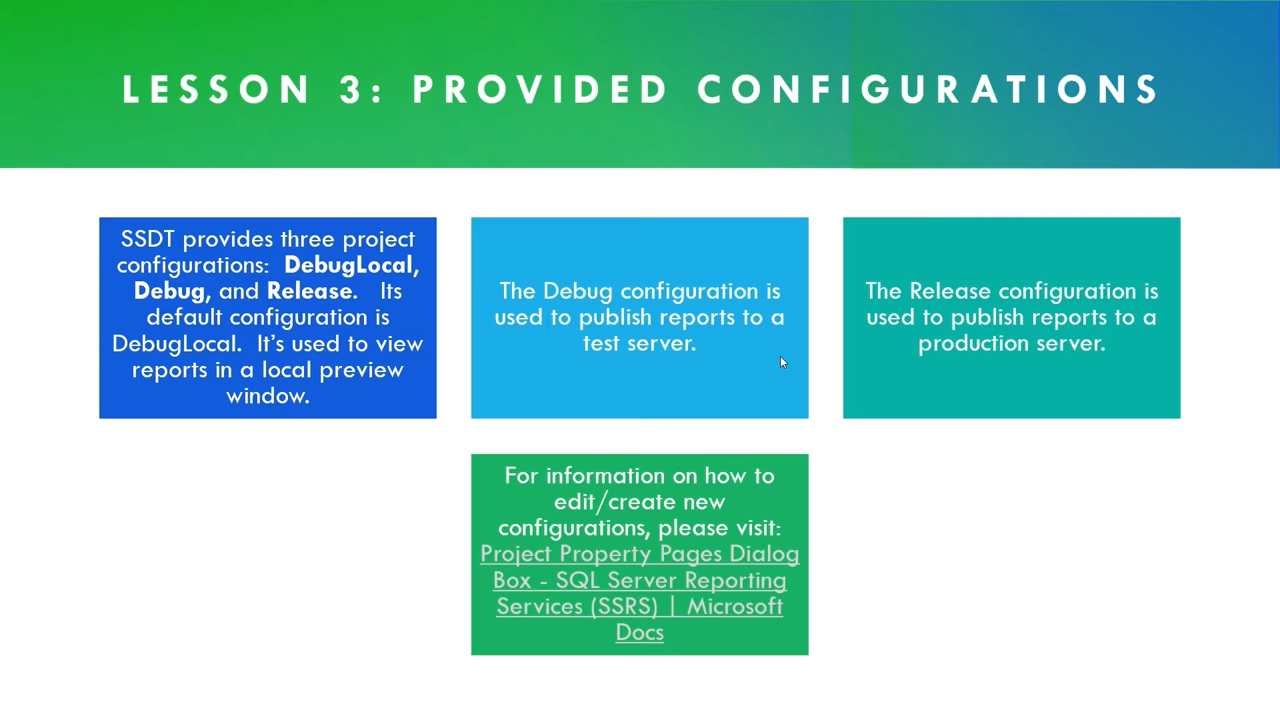 LESSON 3: PROVIDED CONFIGURATIONS
SSDT provides three project
configurations:  DebugLocal,
Debug, and Release.   Its
default configuration is
DebugLocal.  It’s used to view
reports in a local preview
window.
The Debug configuration is
used to publish reports to a
test server.
The Release configuration is
used to publish reports to a
production server.
For information on how to
edit/create new
configurations, please visit:
Project Property Pages Dialog
Box - SQL Server Reporting
Services (SSRS) | Microsoft
Docs